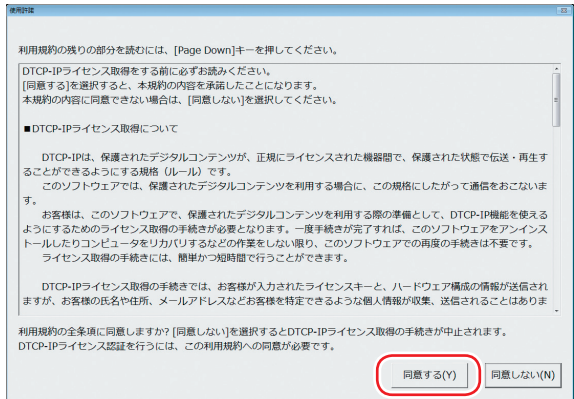 使用許諾
利用規約の残りの部分を読むには、[Page Down]キーを押してください。
DTCP-IPライセンス取得をする前に必ずお読みください。
[同意する]を選択すると、本規約の内容を承諾したことになります。
本規約の内容に同意できない場合は、[同意しない]を選択してください。
■DTCP-IPライセンス取得について
DTCP-IPは、保護されたデジタルコンテンツが、正規にライセンスされた機器間で、保護された状態で伝送・再生す
ることができるようにする規格（ルール）です。
このソフトウェアでは、保護されたデジタルコンテンツを利用する場合に、この規格にしたがって通信をおこないま
す。
お客様は、このソフトウェアで、保護されたデジタルコンテンツを利用する際の準備として、DTCP-IP機能を使える
ようにするためのライセンス取得の手続きが必要となります。一度手続きが完了すれば、このソフトウェアをアンインス
トールしたりコンピュータをリカバリするなどの作業をしない限り、このソフトウェアでの再度の手続きは不要です。
ライセンス取得の手続きには、簡単かつ短時間で行うことができます。
DTCP-IPライセンス取得の手続きでは、お客様が入力されたライセンスキーと、ハードウェア構成の情報が送信され
ますが、お客様の氏名や住所、メールアドレスなどお客様を特定できるような個人情報が収集、送信されることはありま
利用規約の全条項に同意しますか? [同意しない]を選択するとDTCP-IPライセンス取得の手続きが中止されます。
DTCP-IPライセンス認証を行うには、この利用規約への同意が必要です。
同意する(Y) 同意しない(N)